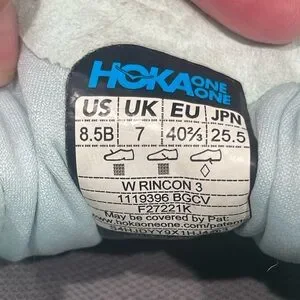 HOKA ONE ONE
US UK EU JPN
8.5B 7 40⅔ 25.5
W RINCON 3
1119396 BGCV
F27221K
May be covered by Pat:
hokaoneone.com/patents